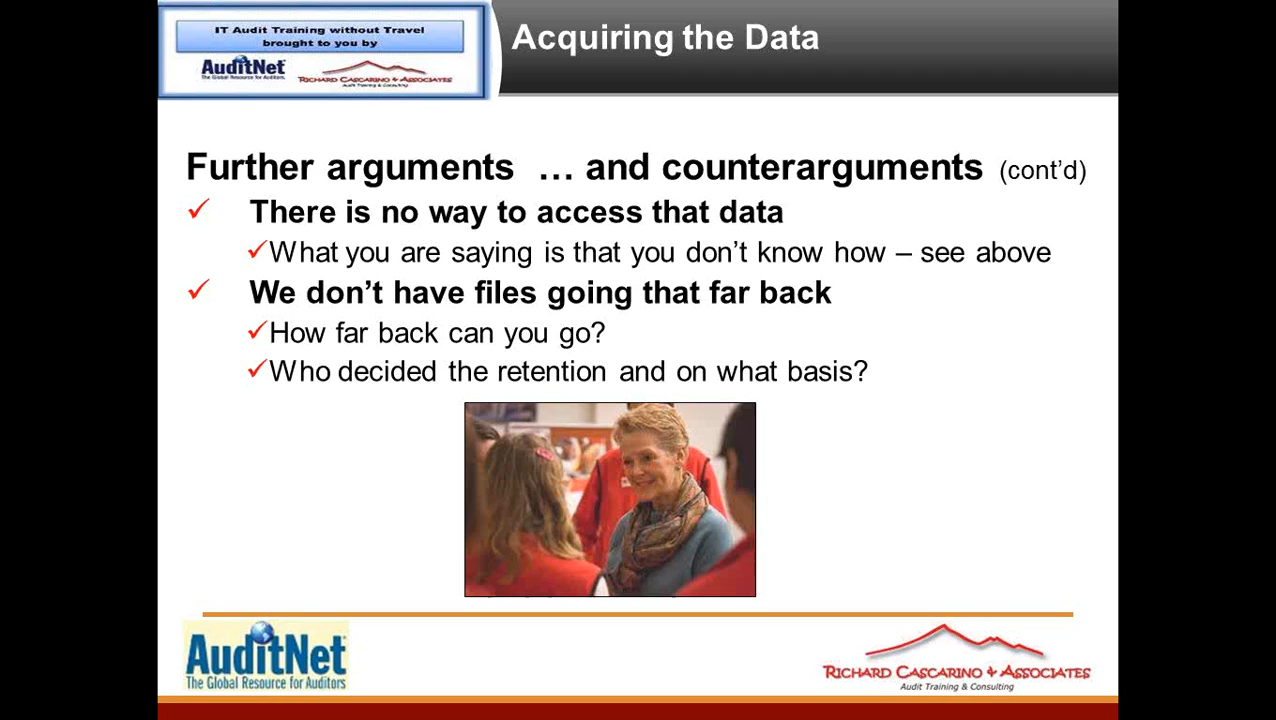 IT Audit Training without Travel
brought to you by
AuditNet
The Global Resource for Auditors
Richard Cascarino & Associates
Audit Training & Consulting
Acquiring the Data
Further arguments … and counterarguments (cont’d)
There is no way to access that data
What you are saying is that you don’t know how – see above
We don’t have files going that far back
How far back can you go?
Who decided the retention and on what basis?
AuditNet
The Global Resource for Auditors
Richard Cascarino & Associates
Audit Training & Consulting